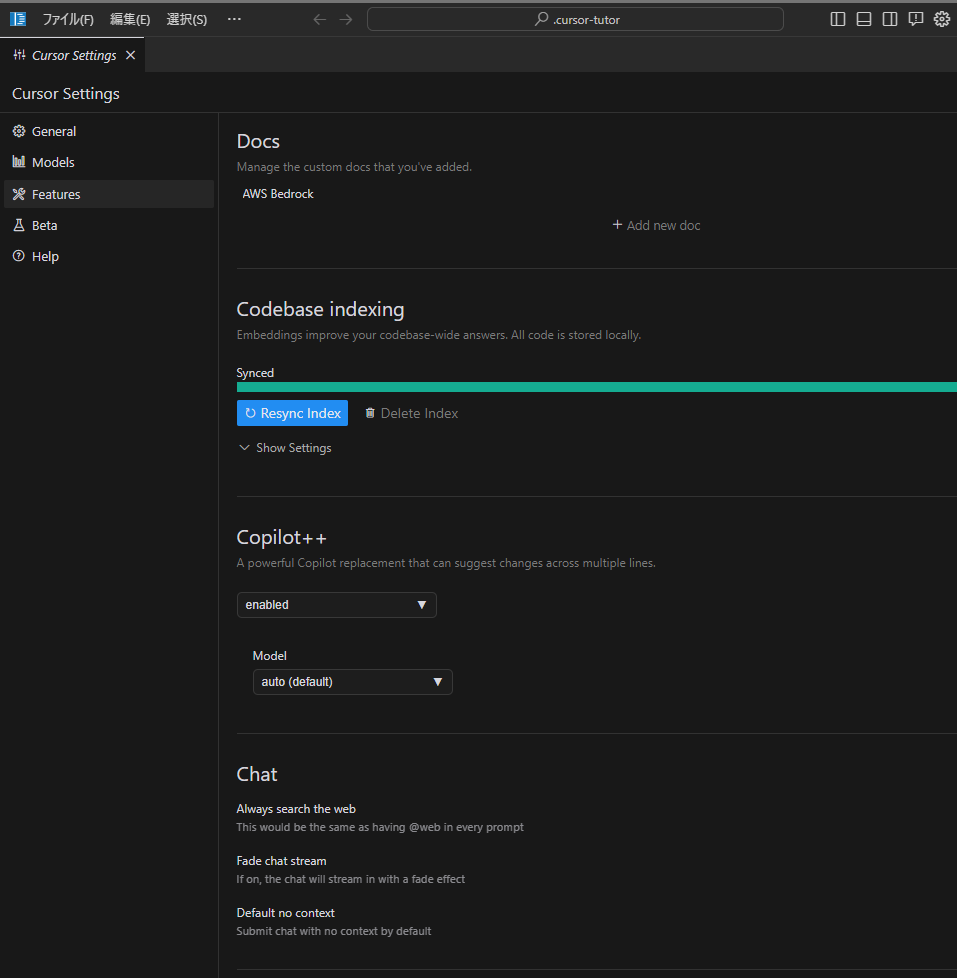 ファイル(F) 編集(E) 選択(S) ··· .cursor-tutor
Cursor Settings
Cursor Settings
General
Models
Features
Beta
Help
Docs
Manage the custom docs that you've added.
AWS Bedrock
+ Add new doc
Codebase indexing
Embeddings improve your codebase-wide answers. All code is stored locally.
Synced
Resync Index Delete Index
Show Settings
Copilot++
A powerful Copilot replacement that can suggest changes across multiple lines.
enabled
Model
auto (default)
Chat
Always search the web
This would be the same as having @web in every prompt
Fade chat stream
If on, the chat will stream in with a fade effect
Default no context
Submit chat with no context by default